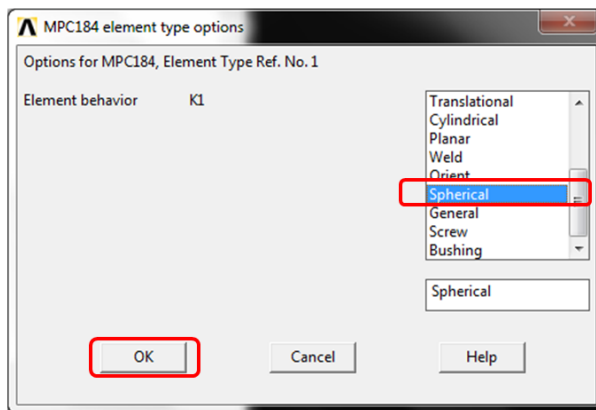 MPC184 element type options
Options for MPC184, Element Type Ref. No. 1
Element behavior K1
Translational
Cylindrical
Planar
Weld
Orient
Spherical
General
Screw
Bushing
Spherical
OK Cancel Help